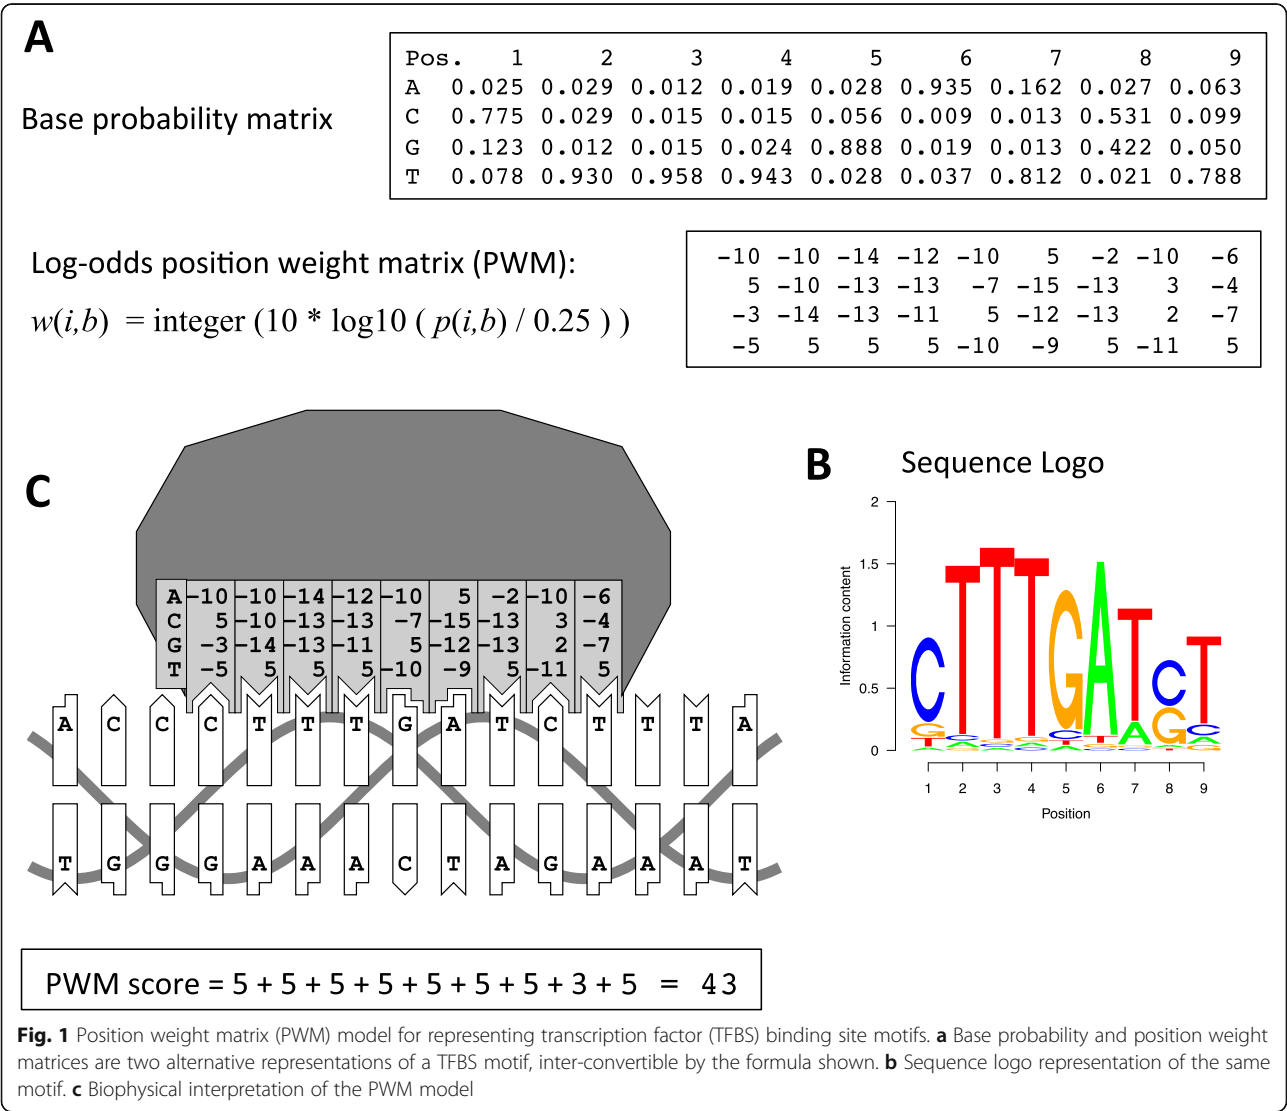 A
Pos. 1 2 3 4 5 6 7 8 9
A 0.025 0.029 0.012 0.019 0.028 0.935 0.162 0.027 0.063
Base probability matrix
C 0.775 0.029 0.015 0.015 0.056 0.009 0.013 0.531 0.099
G 0.123 0.012 0.015 0.024 0.888 0.019 0.013 0.422 0.050
T 0.078 0.930 0.958 0.943 0.028 0.037 0.812 0.021 0.788
Log-odds position weight matrix (PWM):
w(i,b) = integer (10 * log10 ( p(i,b) / 0.25 ) )
-10 -10 -14 -12 -10 5 -2 -10 -6
5 -10 -13 -13 -7 -15 -13 3 -4
-3 -14 -13 -11 5 -12 -13 2 -7
-5 5 5 5 -10 -9 5 -11 5
C
A -10 -10 -14 -12 -10 5 -2 -10 -6
C 5 -10 -13 -13 -7 -15 -13 3 -4
G -3 -14 -13 -11 5 -12 -13 2 -7
T -5 5 5 5 -10 -9 5 -11 5
A C C C T T T G A T C T T T A
T G G G A A A C T A G A A A T
B
Sequence Logo
Information content
2
1.5
1
0.5
0
C T T T G A T C T
G C G G C T A G C
T A C A T G C A A
A G A C A C G T G
1 2 3 4 5 6 7 8 9
Position
PWM score = 5 + 5 + 5 + 5 + 5 + 5 + 5 + 3 + 5 = 43
Fig. 1 Position weight matrix (PWM) model for representing transcription factor (TFBS) binding site motifs. a Base probability and position weight
matrices are two alternative representations of a TFBS motif, inter-convertible by the formula shown. b Sequence logo representation of the same
motif. c Biophysical interpretation of the PWM model